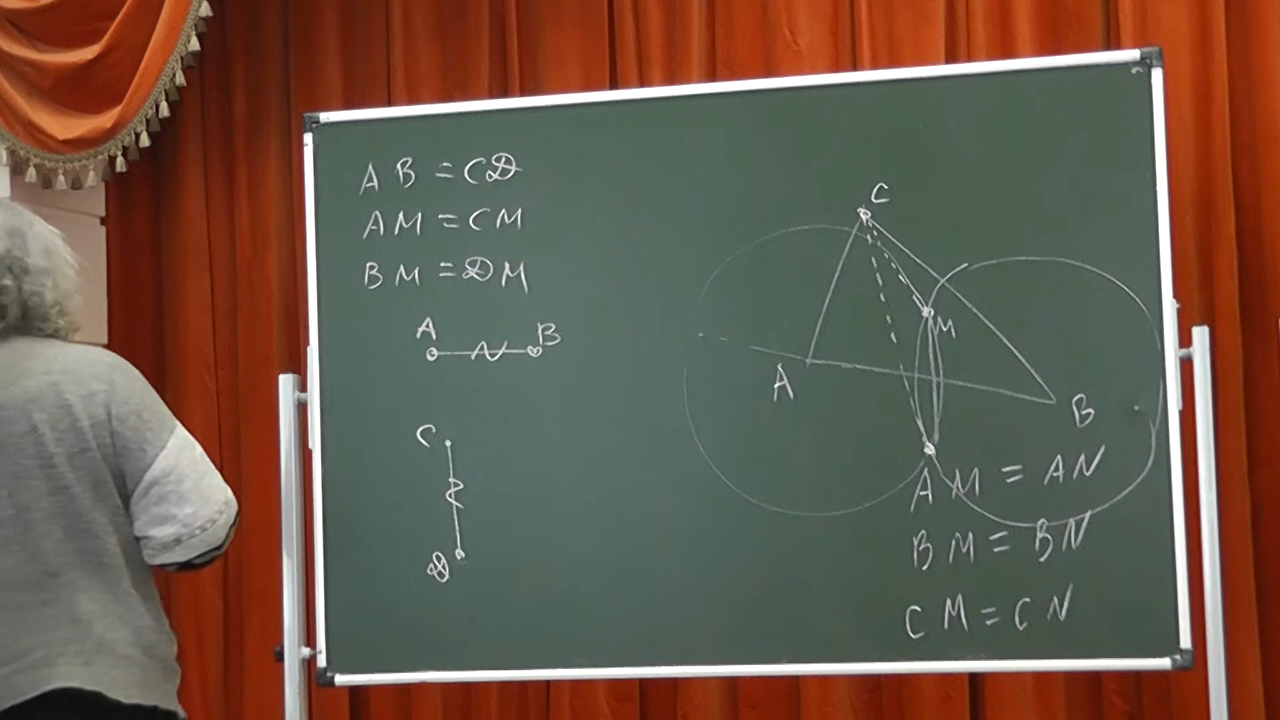 AB = CD
AM = CM
BM = DM
A B
C
D
C
M
A
B
AM = AN
BM = BN
CM = CN